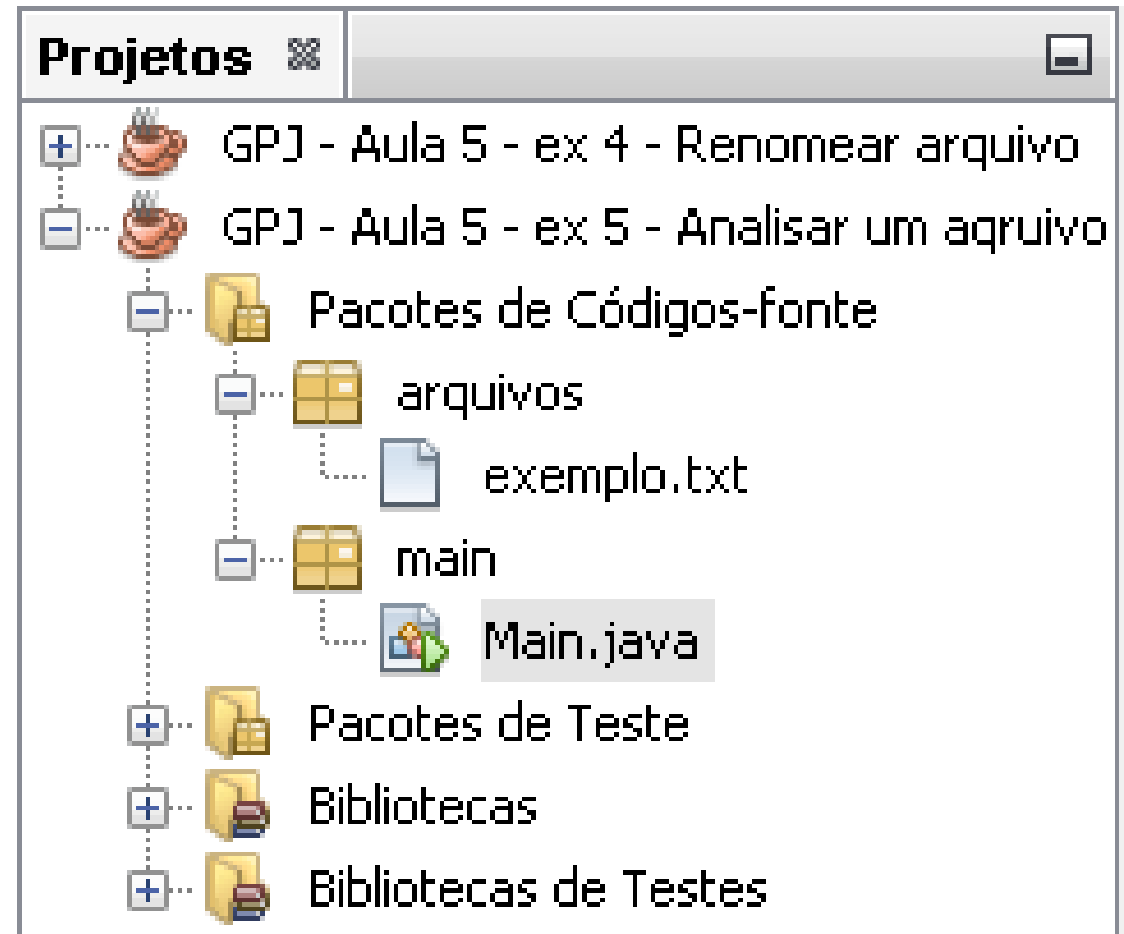 Projetos
GPJ - Aula 5 - ex 4 - Renomear arquivo
GPJ - Aula 5 - ex 5 - Analisar um aqruivo
Pacotes de Códigos-fonte
arquivos
exemplo.txt
main
Main.java
Pacotes de Teste
Bibliotecas
Bibliotecas de Testes